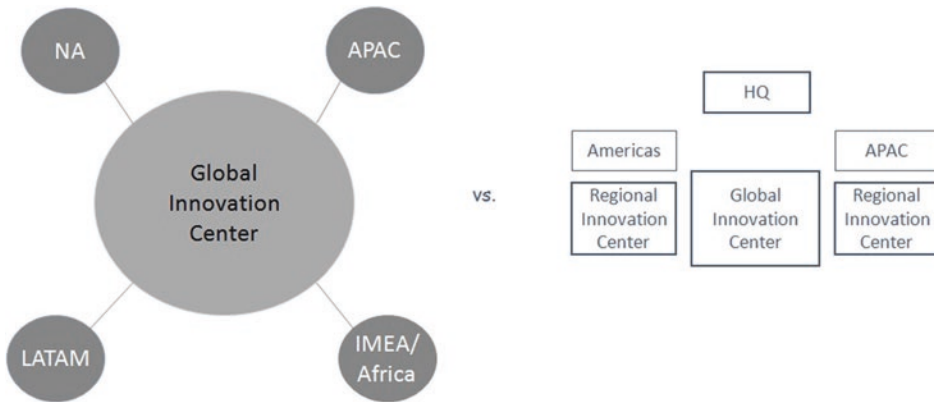 NA
APAC
Global
Innovation
Center
LATAM
IMEA/
Africa
vs.
HQ
Americas
APAC
Regional
Innovation
Center
Global
Innovation
Center
Regional
Innovation
Center